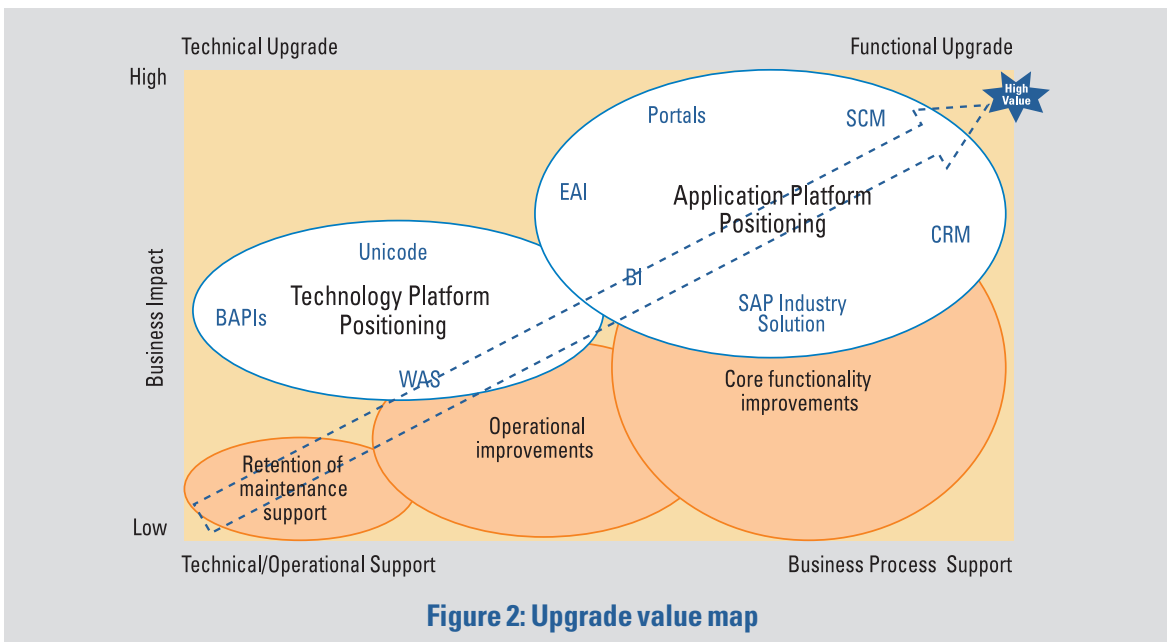 Technical Upgrade
Functional Upgrade
High
High
Value
Portals
SCM
EAI
Application Platform
Positioning
CRM
Unicode
BI
Technology Platform
Positioning
BAPIs
SAP Industry
Solution
Business Impact
WAS
Core functionality
improvements
Operational
improvements
Retention of
maintenance
support
Low
Technical/Operational Support
Business Process Support
Figure 2: Upgrade value map